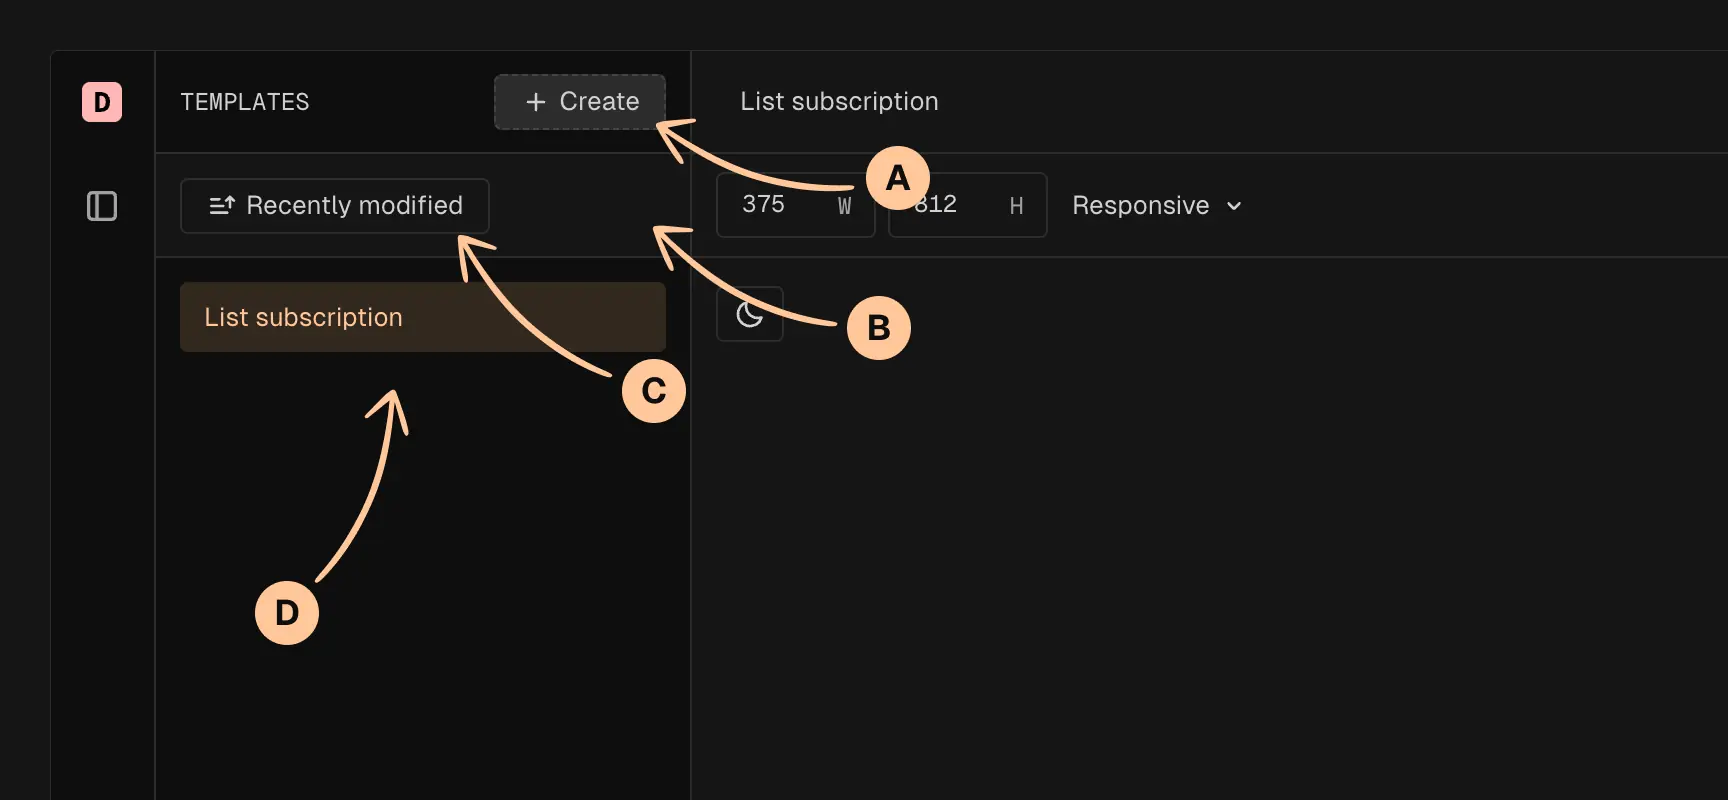 D
TEMPLATES
+ Create
List subscription
A
Recently modified
375 W
812 H
Responsive
B
List subscription
C
D